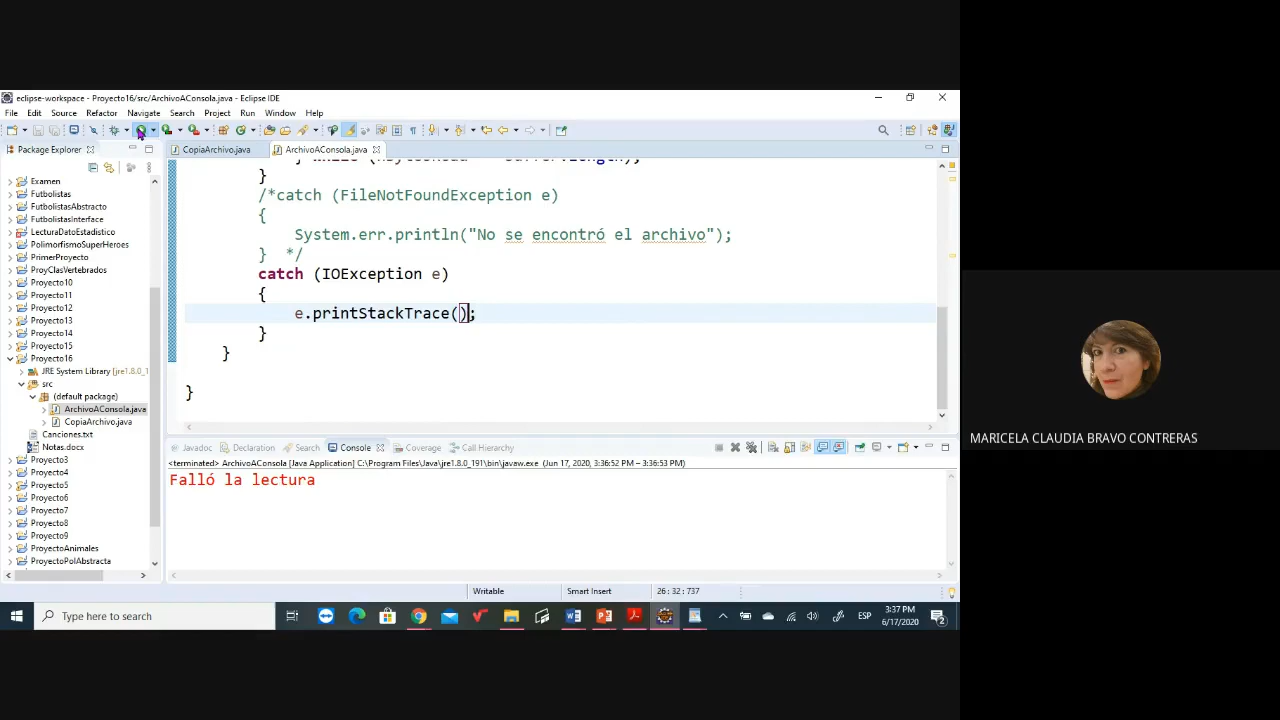 eclipse-workspace - Proyecto16/src/ArchivoAConsola.java - Eclipse IDE
File Edit Source Refactor Navigate Search Project Run Window Help
Package Explorer
CopiaArchivo.java
ArchivoAConsola.java
Examen
Futbolistas
FutbolistasAbstracto
FutbolistasInterface
LecturaDatoEstadistico
PolimorfismoSuperHeroes
PrimerProyecto
ProyClasVertebrados
Proyecto10
Proyecto11
Proyecto12
Proyecto13
Proyecto14
Proyecto15
Proyecto16
JRE System Library [jre1.8.0_1
src
(default package)
ArchivoAConsola.java
CopiaArchivo.java
Canciones.txt
Notas.docx
Proyecto3
Proyecto4
Proyecto5
Proyecto6
Proyecto7
Proyecto8
Proyecto9
ProyectoAnimales
ProyectoPolAbstracta
}
/*catch (FileNotFoundException e)
{
System.err.println("No se encontró el archivo");
} */
catch (IOException e)
{
e.printStackTrace();
}
}
}
Javadoc Declaration Search Console Coverage Call Hierarchy
<terminated> ArchivoAConsola [Java Application] C:\Program Files\Java\jre1.8.0_191\bin\javaw.exe (Jun 17, 2020, 3:36:52 PM – 3:36:53 PM)
Falló la lectura
Writable
Smart Insert
26 : 32 : 737
Type here to search
ESP
3:37 PM
6/17/2020
2
MARICELA CLAUDIA BRAVO CONTRERAS